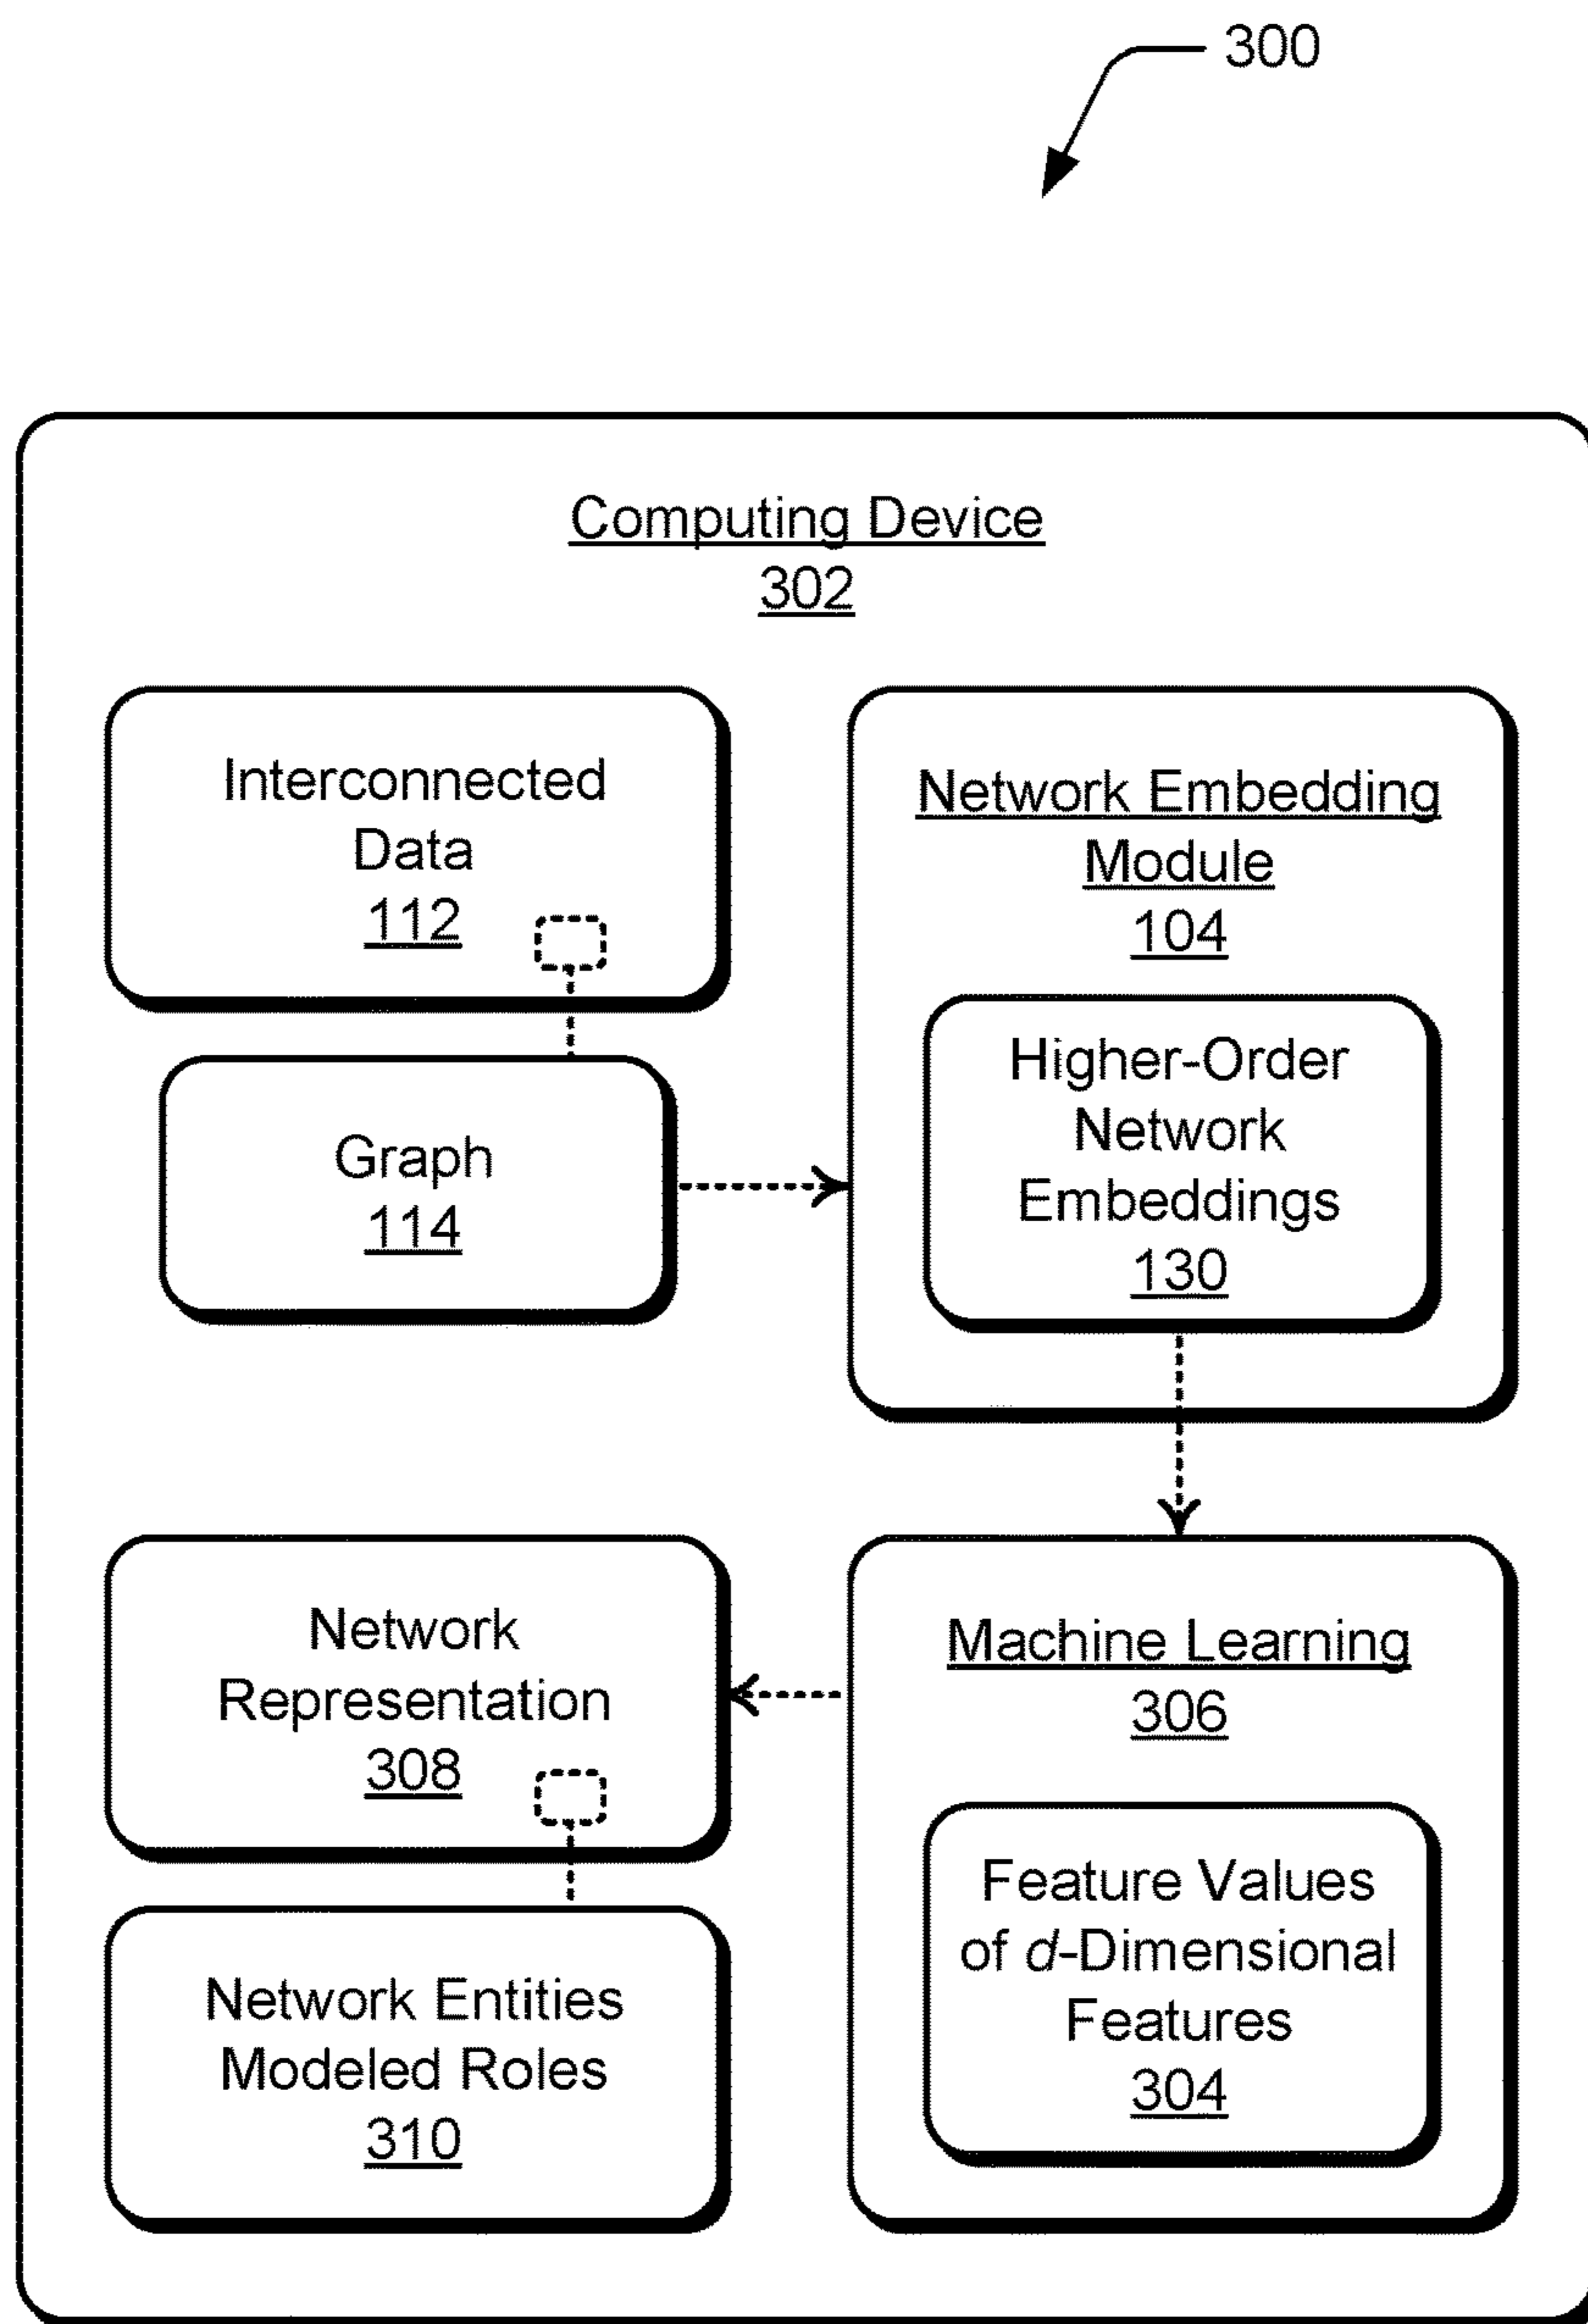 300
Computing Device
302
Interconnected
Data
112
Graph
114
Network Embedding
Module
104
Higher-Order
Network
Embeddings
130
Network
Representation
308
Network Entities
Modeled Roles
310
Machine Learning
306
Feature Values
of d-Dimensional
Features
304